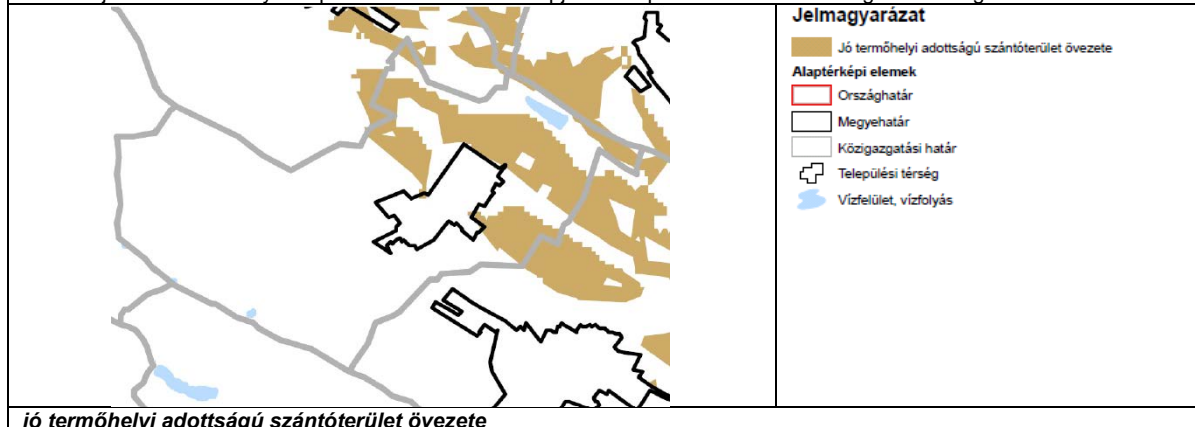 Jelmagyarázat
Jó termőhelyi adottságú szántóterület övezete
Alaptérképi elemek
Országhatár
Megyehatár
Közigazgatási határ
Települési térség
Vízfelület, vízfolyás
jó termőhelyi adottságú szántóterület övezete